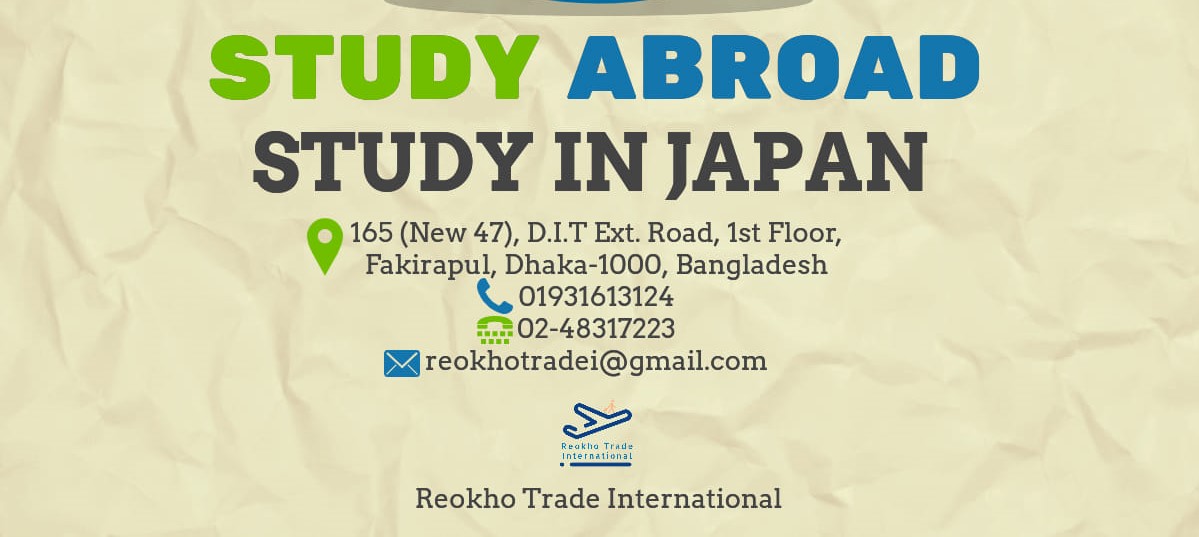 STUDY ABROAD
STUDY IN JAPAN
165 (New 47), D.I.T Ext. Road, 1st Floor,
Fakirapul, Dhaka-1000, Bangladesh
01931613124
02-48317223
reokhotradei@gmail.com
Reokho Trade
International
Reokho Trade International